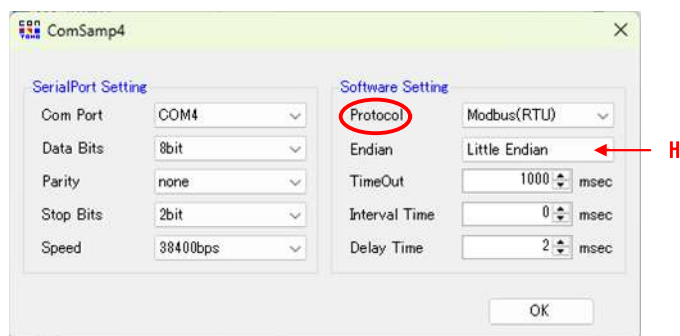 ComSamp4
SerialPort Setting
Com Port COM4
Data Bits 8bit
Parity none
Stop Bits 2bit
Speed 38400bps
Software Setting
Protocol Modbus(RTU)
Endian Little Endian
TimeOut 1000 msec
Interval Time 0 msec
Delay Time 2 msec
H
OK